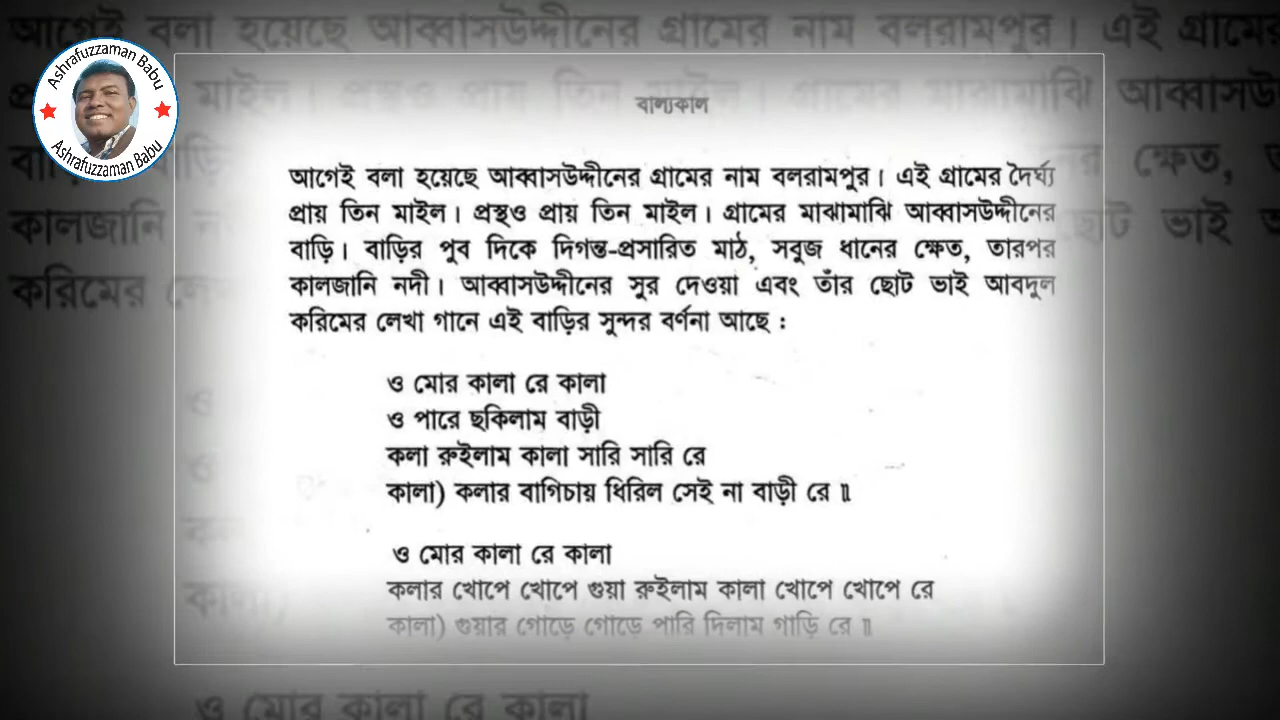 Ashrafuzzaman Babu
Ashrafuzzaman Babu
বাল্যকাল
আগেই বলা হয়েছে আব্বাসউদ্দীনের গ্রামের নাম বলরামপুর। এই গ্রামের দৈর্ঘ্য
প্রায় তিন মাইল। প্রস্থও প্রায় তিন মাইল। গ্রামের মাঝামাঝি আব্বাসউদ্দীনের
বাড়ি। বাড়ির পুব দিকে দিগন্ত-প্রসারিত মাঠ, সবুজ ধানের ক্ষেত, তারপর
কালজানি নদী। আব্বাসউদ্দীনের সুর দেওয়া এবং তাঁর ছোট ভাই আবদুল
করিমের লেখা গানে এই বাড়ির সুন্দর বর্ণনা আছে :
ও মোর কালা রে কালা
ও পারে ছকিলাম বাড়ী
কলা রুইলাম কালা সারি সারি রে
কালা) কলার বাগিচায় ধিরিল সেই না বাড়ী রে ॥
ও মোর কালা রে কালা
কলার খোপে খোপে গুয়া রুইলাম কালা খোপে খোপে রে
কালা) গুয়ার গোড়ে গোড়ে পারি দিলাম গাড়ি রে ॥
ও মোর কালা রে কালা